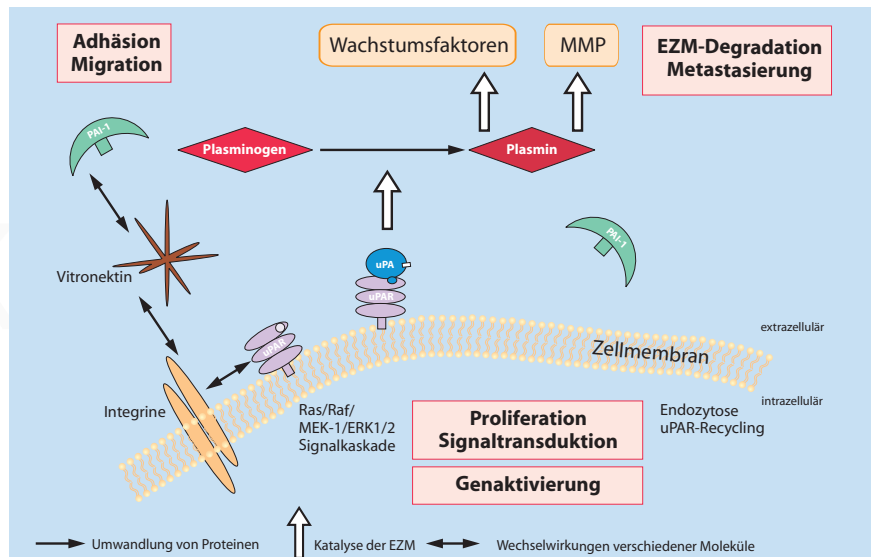 Adhäsion
Migration
Wachstumsfaktoren
MMP
EZM-Degradation
Metastasierung
PAI-1
Plasminogen
Plasmin
PAI-1
Vitronektin
uPA
uPAR
uPAR
extrazellulär
Zellmembran
intrazellulär
Integrine
Ras/Raf/
MEK-1/ERK1/2
Signalkaskade
Proliferation
Signaltransduktion
Endozytose
uPAR-Recycling
Genaktivierung
Umwandlung von Proteinen
Katalyse der EZM
Wechselwirkungen verschiedener Moleküle